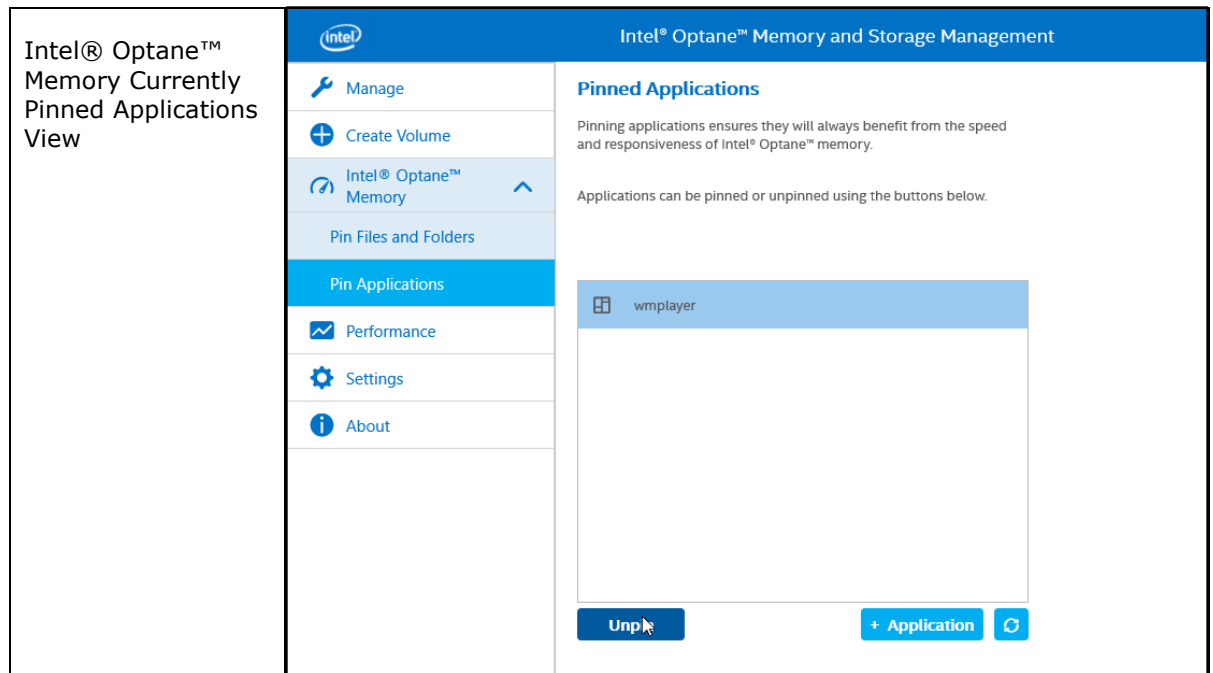 Intel® Optane™
Memory Currently
Pinned Applications
View
intel
Intel® Optane™ Memory and Storage Management
Manage
Create Volume
Intel® Optane™
Memory
Pin Files and Folders
Pin Applications
Performance
Settings
About
Pinned Applications
Pinning applications ensures they will always benefit from the speed
and responsiveness of Intel® Optane™ memory.
Applications can be pinned or unpinned using the buttons below.
wmplayer
Unpin
+ Application